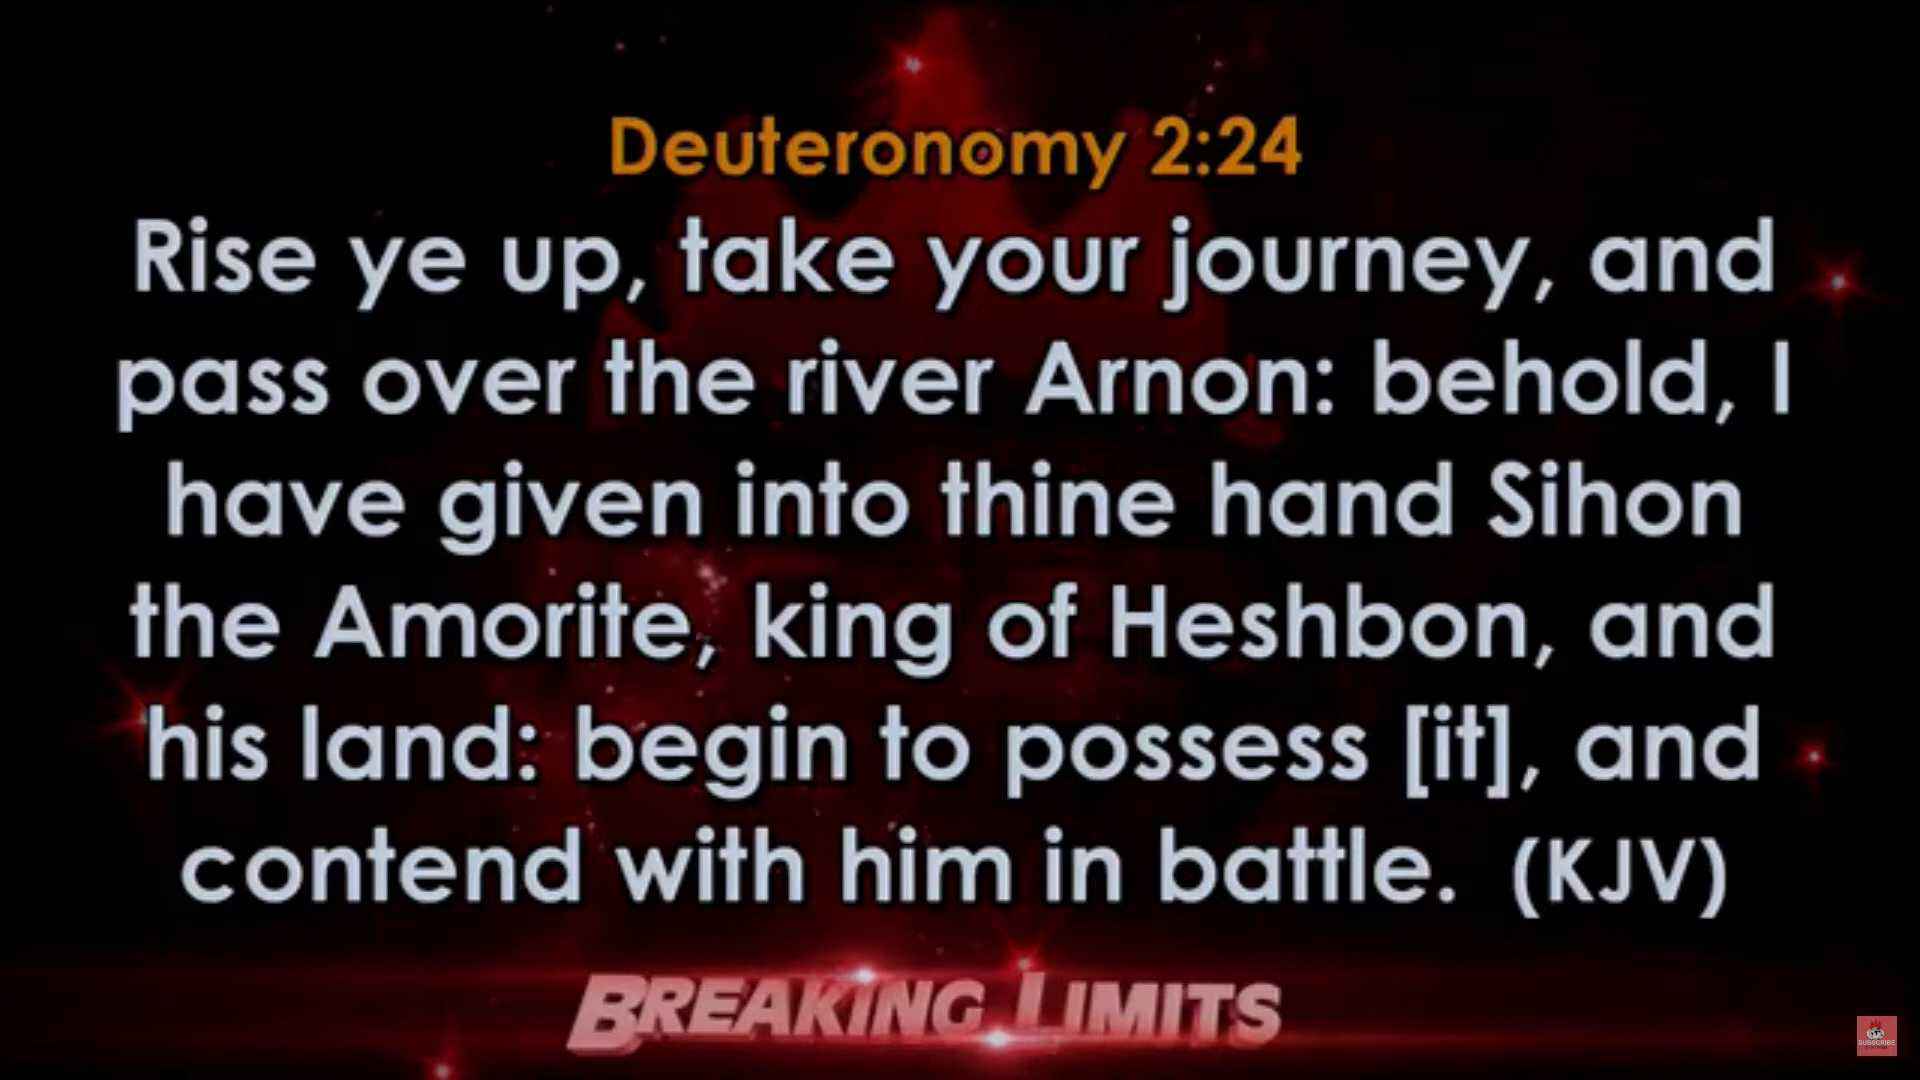 Deuteronomy 2:24
Rise ye up, take your journey, and
pass over the river Arnon: behold, I
have given into thine hand Sihon
the Amorite, king of Heshbon, and
his land: begin to possess [it], and
contend with him in battle. (KJV)
BREAKING LIMITS
SUBSCRIBE